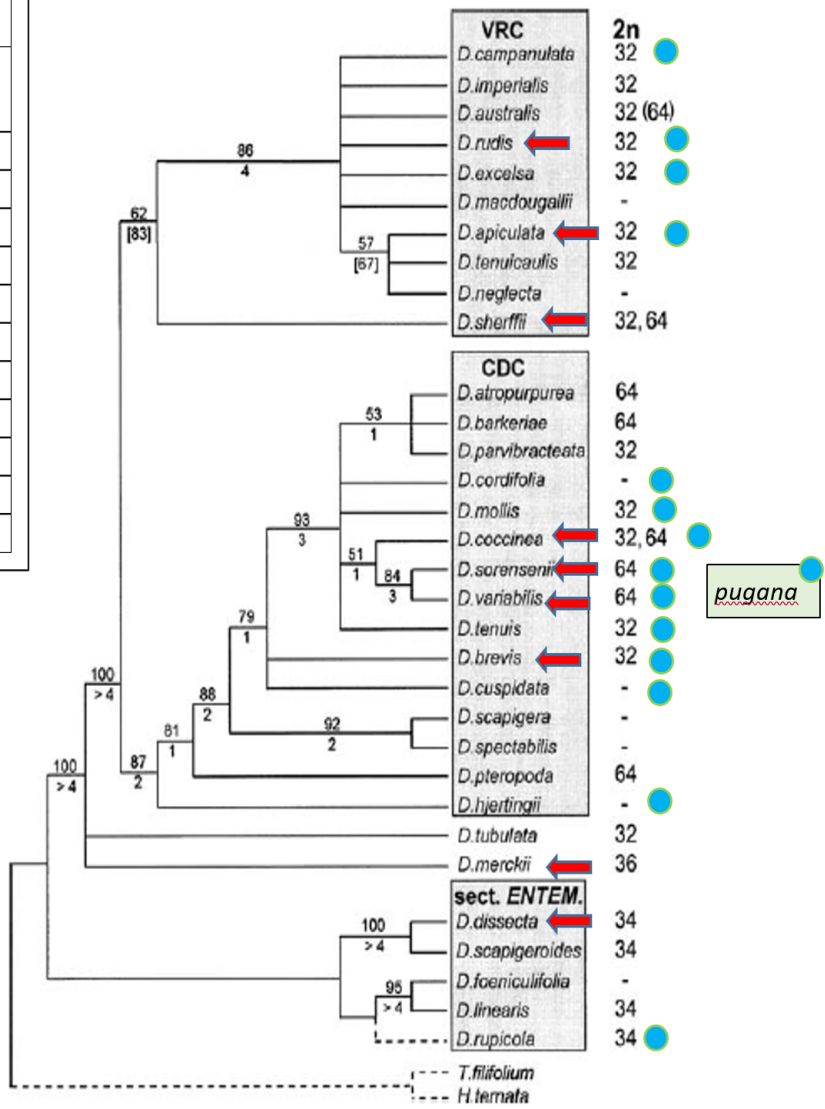 VRC 2n
D.campanulata 32
D.imperialis 32
D.australis 32 (64)
D.rudis 32
86
4
D.excelsa 32
D.macdougallii -
62
[83]
D.apiculata 32
57
[67]
D.tenuicaulis 32
D.neglecta -
D.sherffii 32, 64
CDC
D.atropurpurea 64
53
1
D.barkeriae 64
D.parvibracteata 32
D.cordifolia -
D.mollis 32
93
3
D.coccinea 32, 64
51
1
D.sorensenii 64
84
3
D.variabilis 64
pugana
D.tenuis 32
79
1
D.brevis 32
D.cuspidata -
100
>4
88
2
D.scapigera -
92
2
D.spectabilis -
81
1
D.pteropoda 64
87
2
100
>4
D.hjertingii -
D.tubulata 32
D.merckii 36
sect. ENTEM.
D.dissecta 34
100
>4
D.scapigeroides 34
D.foeniculifolia -
95
>4
D.linearis 34
D.rupicola 34
T.filifolium
H.ternata